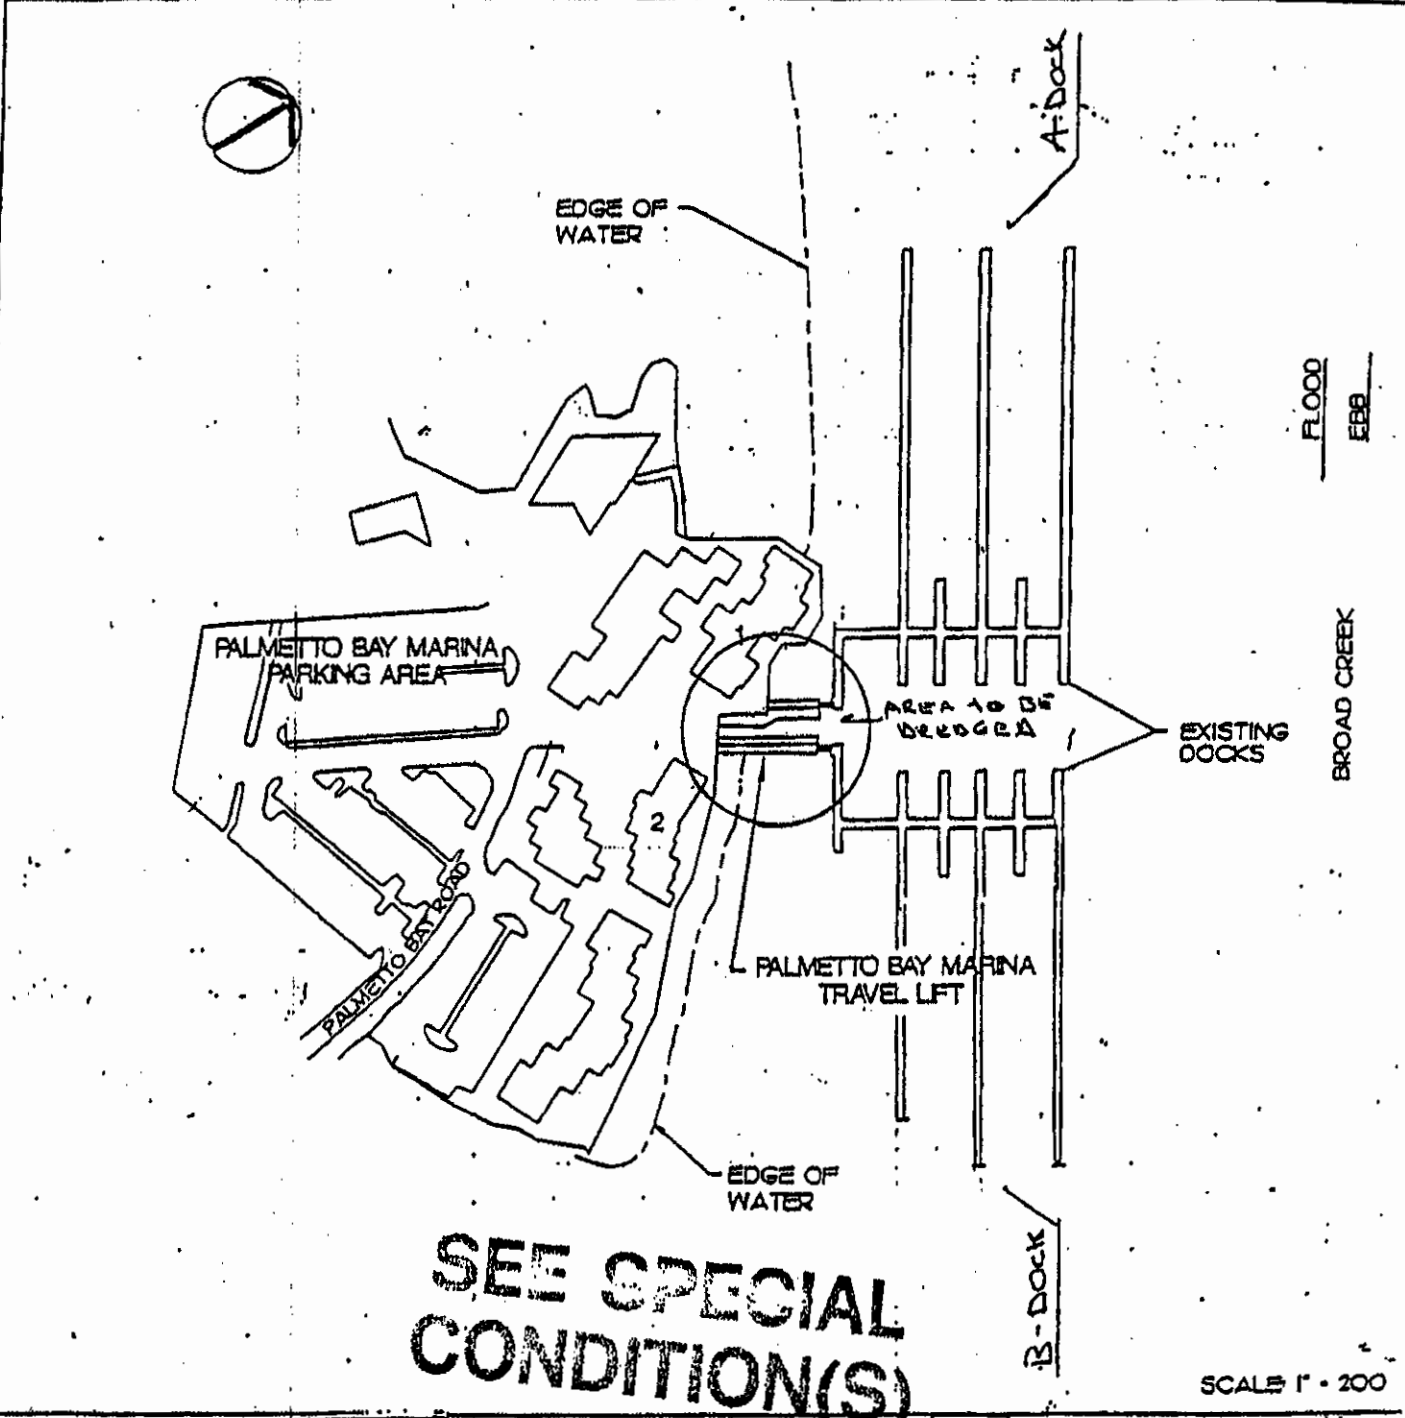 A-DOCK
EDGE OF
WATER
FLOOD
EBB
PALMETTO BAY MARINA
PARKING AREA
1
AREA TO BE
DREDGED
EXISTING
DOCKS
BROAD CREEK
2
PALMETTO BAY ROAD
PALMETTO BAY MARINA
TRAVEL LIFT
EDGE OF
WATER
B-DOCK
SEE SPECIAL
CONDITION(S)
SCALE 1" - 200